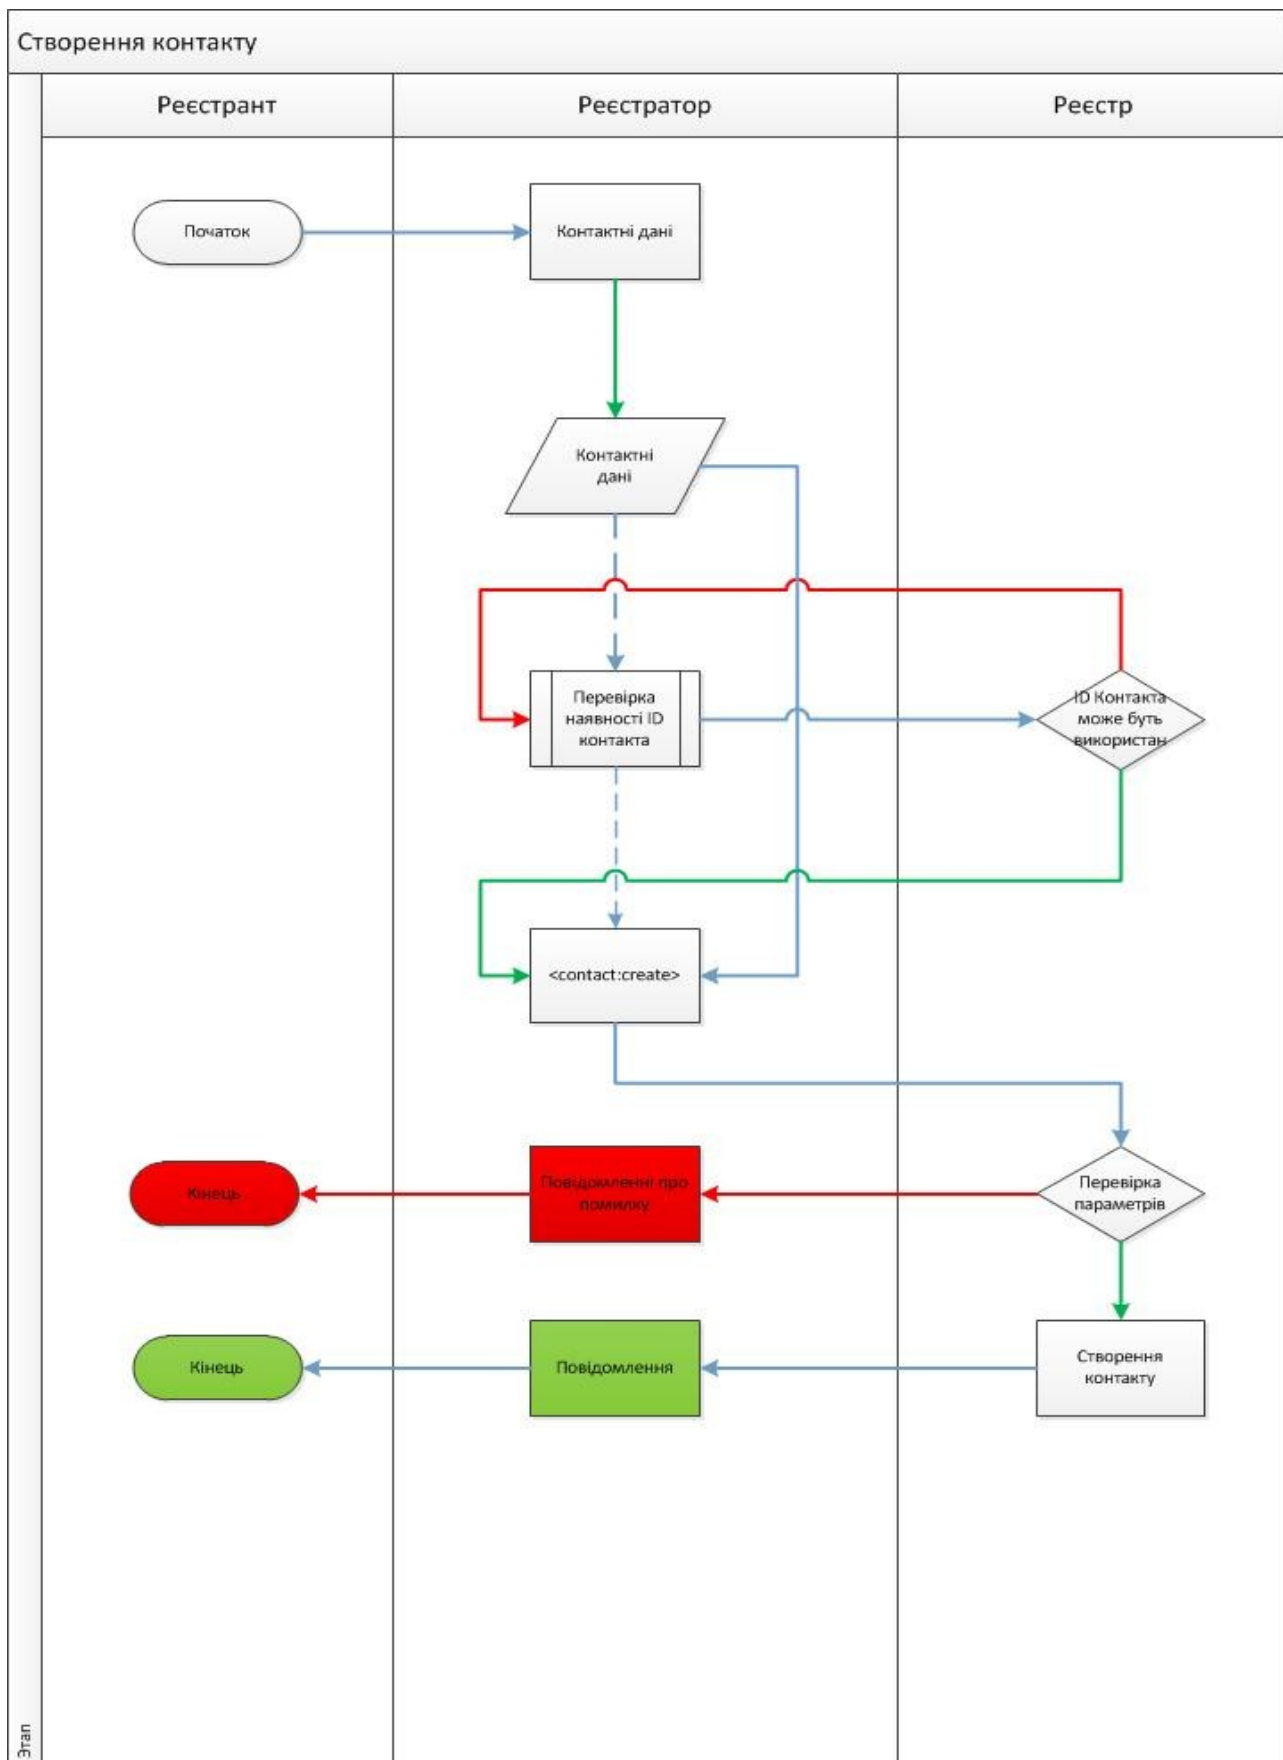 Створення контакту
Реєстрант
Реєстратор
Реєстр
Початок
Контактні дані
Контактні
дані
Перевірка
наявності ID
контакта
ID Контакта
може буть
використан
<contact:create>
Кінець
Повідомленні про
помилку
Перевірка
параметрів
Кінець
Повідомлення
Створення
контакту
Этап